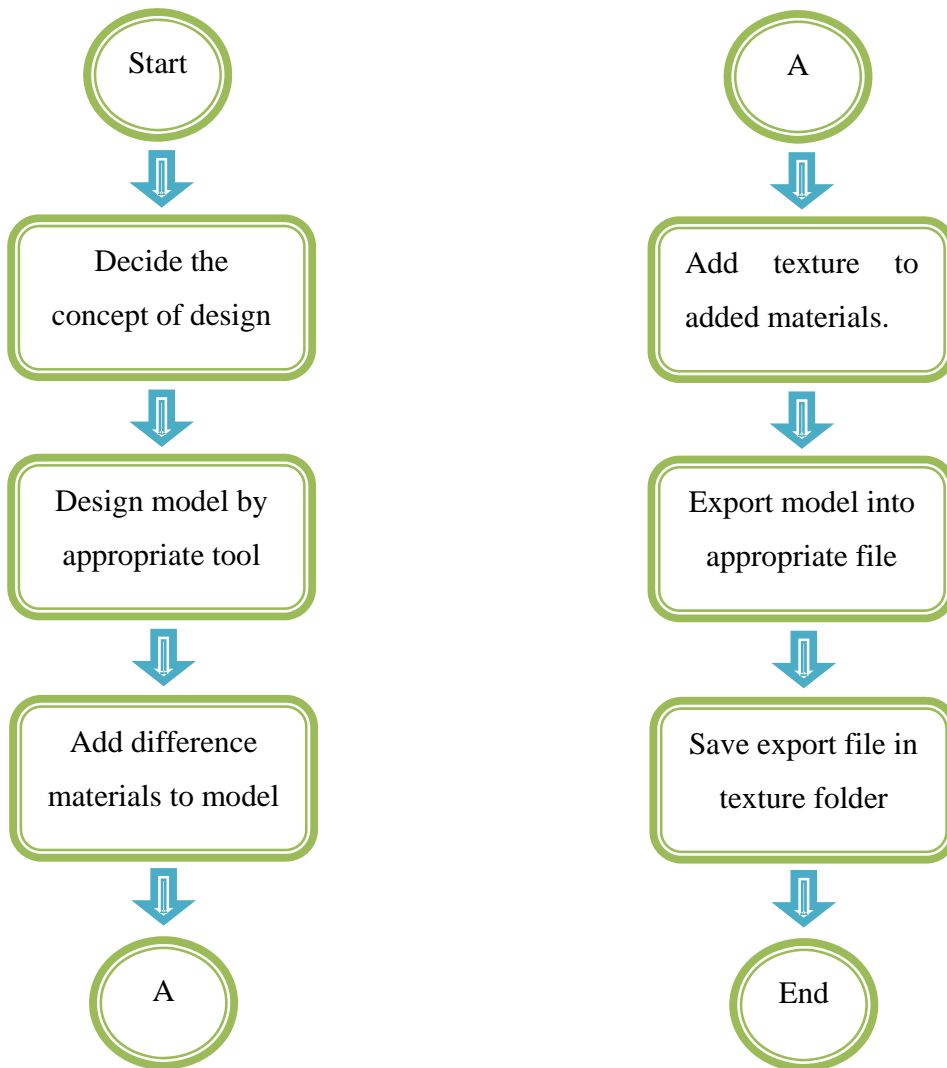 Start
Decide the
concept of design
Design model by
appropriate tool
Add difference
materials to model
A
A
Add texture to
added materials.
Export model into
appropriate file
Save export file in
texture folder
End